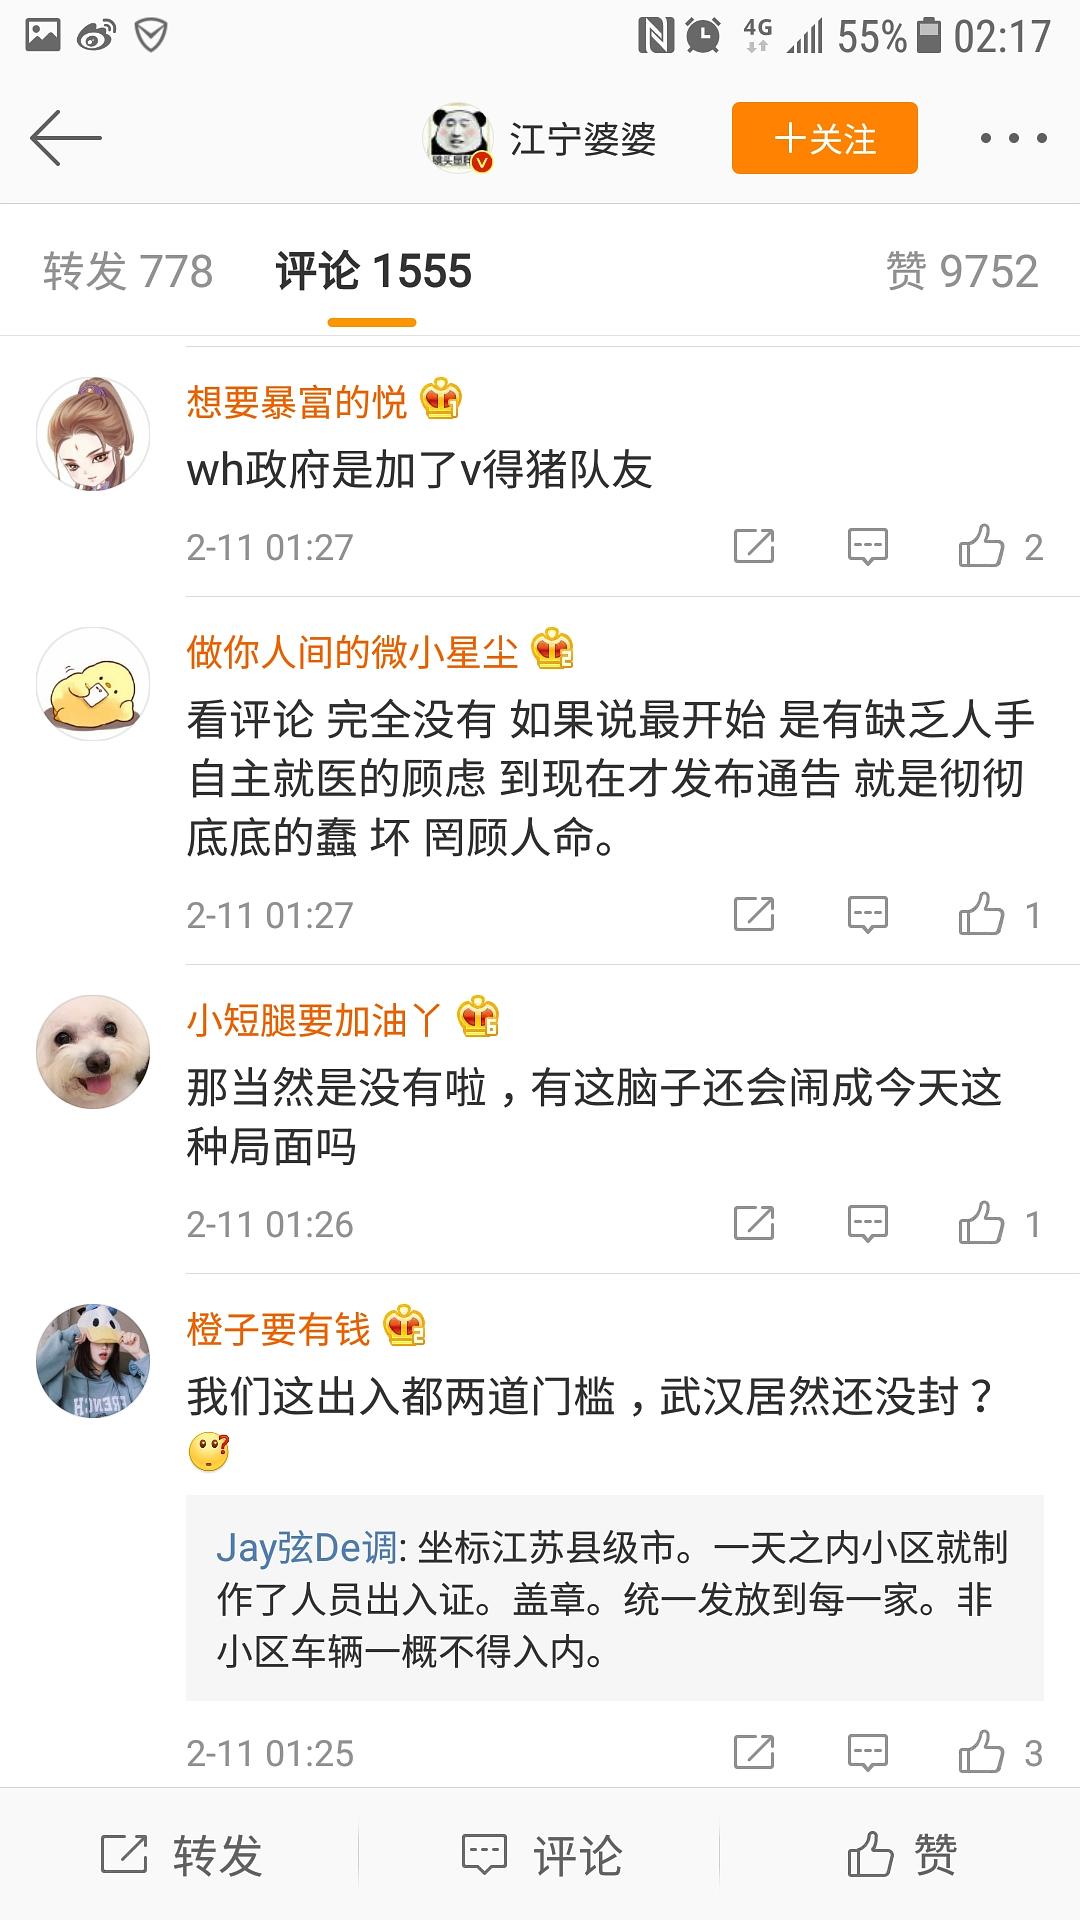 4G 55% 02:17
江宁婆婆
十关注
转发 778 评论 1555 赞 9752
想要暴富的悦
wh政府是加了v得猪队友
2-11 01:27 2
做你人间的微小星尘
看评论 完全没有 如果说最开始 是有缺乏人手
自主就医的顾虑 到现在才发布通告 就是彻彻
底底的蠢 坏 罔顾人命。
2-11 01:27 1
小短腿要加油丫
那当然是没有啦，有这脑子还会闹成今天这
种局面吗
2-11 01:26 1
橙子要有钱
我们这出入都两道门槛，武汉居然还没封？
Jay弦De调: 坐标江苏县级市。一天之内小区就制
作了人员出入证。盖章。统一发放到每一家。非
小区车辆一概不得入内。
2-11 01:25 3
转发 评论 赞